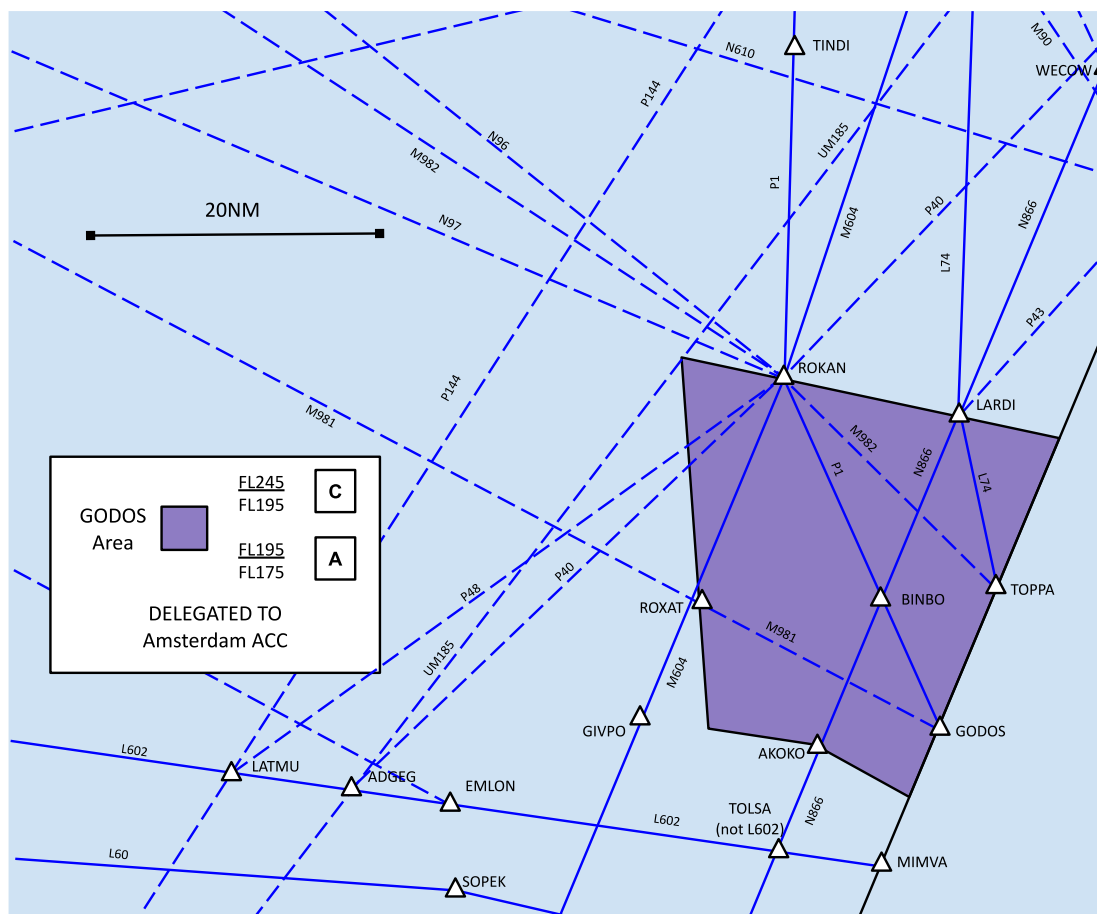 TINDI
M90
N610
WECOW
P144
UM185
N96
M982
P1
M604
P40
N866
20NM
N97
L74
P43
ROKAN
P144
LARDI
M981
M982
N866
P1
L74
GODOS
Area
FL245
FL195
C
FL195
FL175
A
DELEGATED TO
Amsterdam ACC
P40
P48
ROXAT
BINBO
TOPPA
M981
UM185
M604
GIVPO
GODOS
AKOKO
L602
LATMU
ADGEG
EMLON
TOLSA
(not L602)
L602
N866
L60
SOPEK
MIMVA